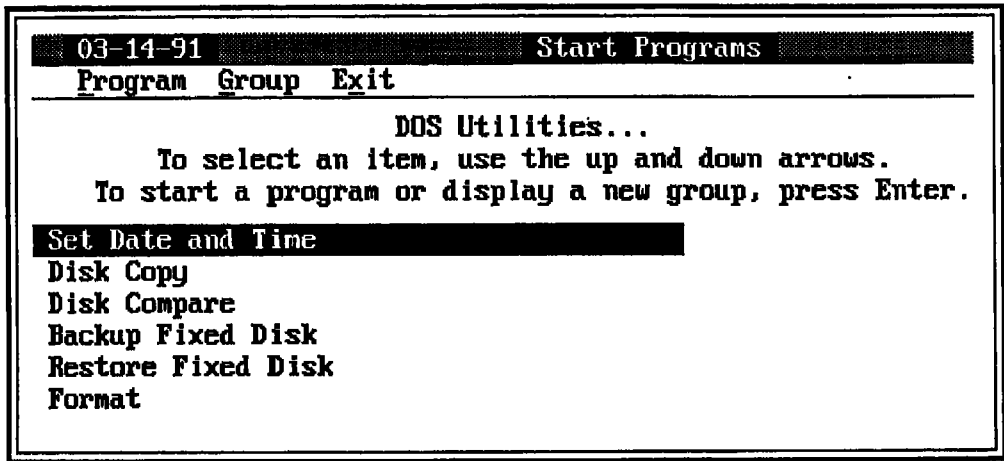 03-14-91 Start Programs
Program Group Exit
DOS Utilities...
To select an item, use the up and down arrows.
To start a program or display a new group, press Enter.
Set Date and Time
Disk Copy
Disk Compare
Backup Fixed Disk
Restore Fixed Disk
Format